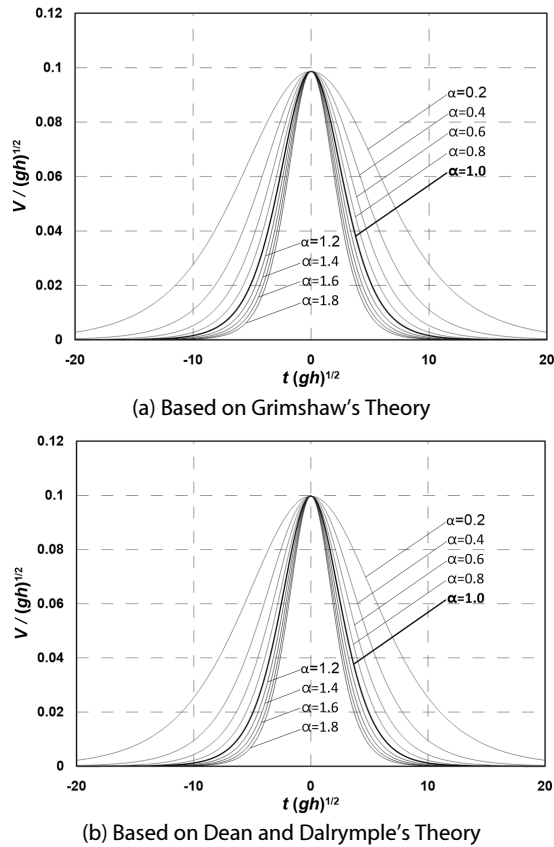 0.12
0.1
0.08
0.06
0.04
0.02
0
V / (gh)1/2
α=0.2
α=0.4
α=0.6
α=0.8
α=1.0
α=1.2
α=1.4
α=1.6
α=1.8
-20 -10 0 10 20
t (gh)1/2
(a) Based on Grimshaw's Theory
0.12
0.1
0.08
0.06
0.04
0.02
0
V / (gh)1/2
α=0.2
α=0.4
α=0.6
α=0.8
α=1.0
α=1.2
α=1.4
α=1.6
α=1.8
-20 -10 0 10 20
t (gh)1/2
(b) Based on Dean and Dalrymple's Theory